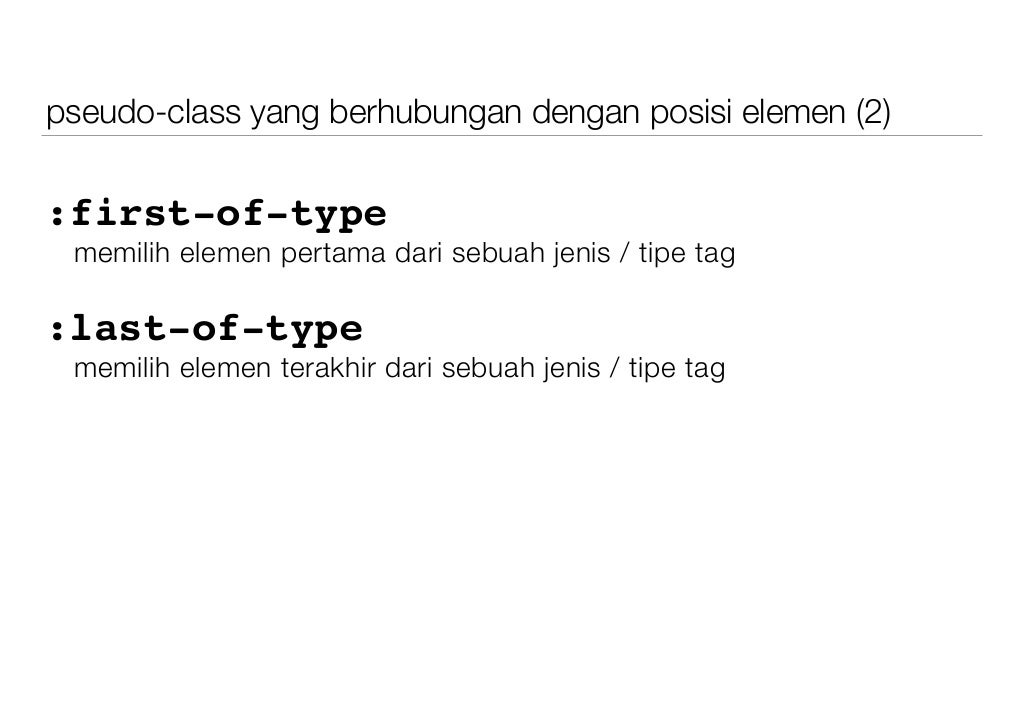 pseudo-class yang berhubungan dengan posisi elemen (2)
:first-of-type
memilih elemen pertama dari sebuah jenis / tipe tag
:last-of-type
memilih elemen terakhir dari sebuah jenis / tipe tag